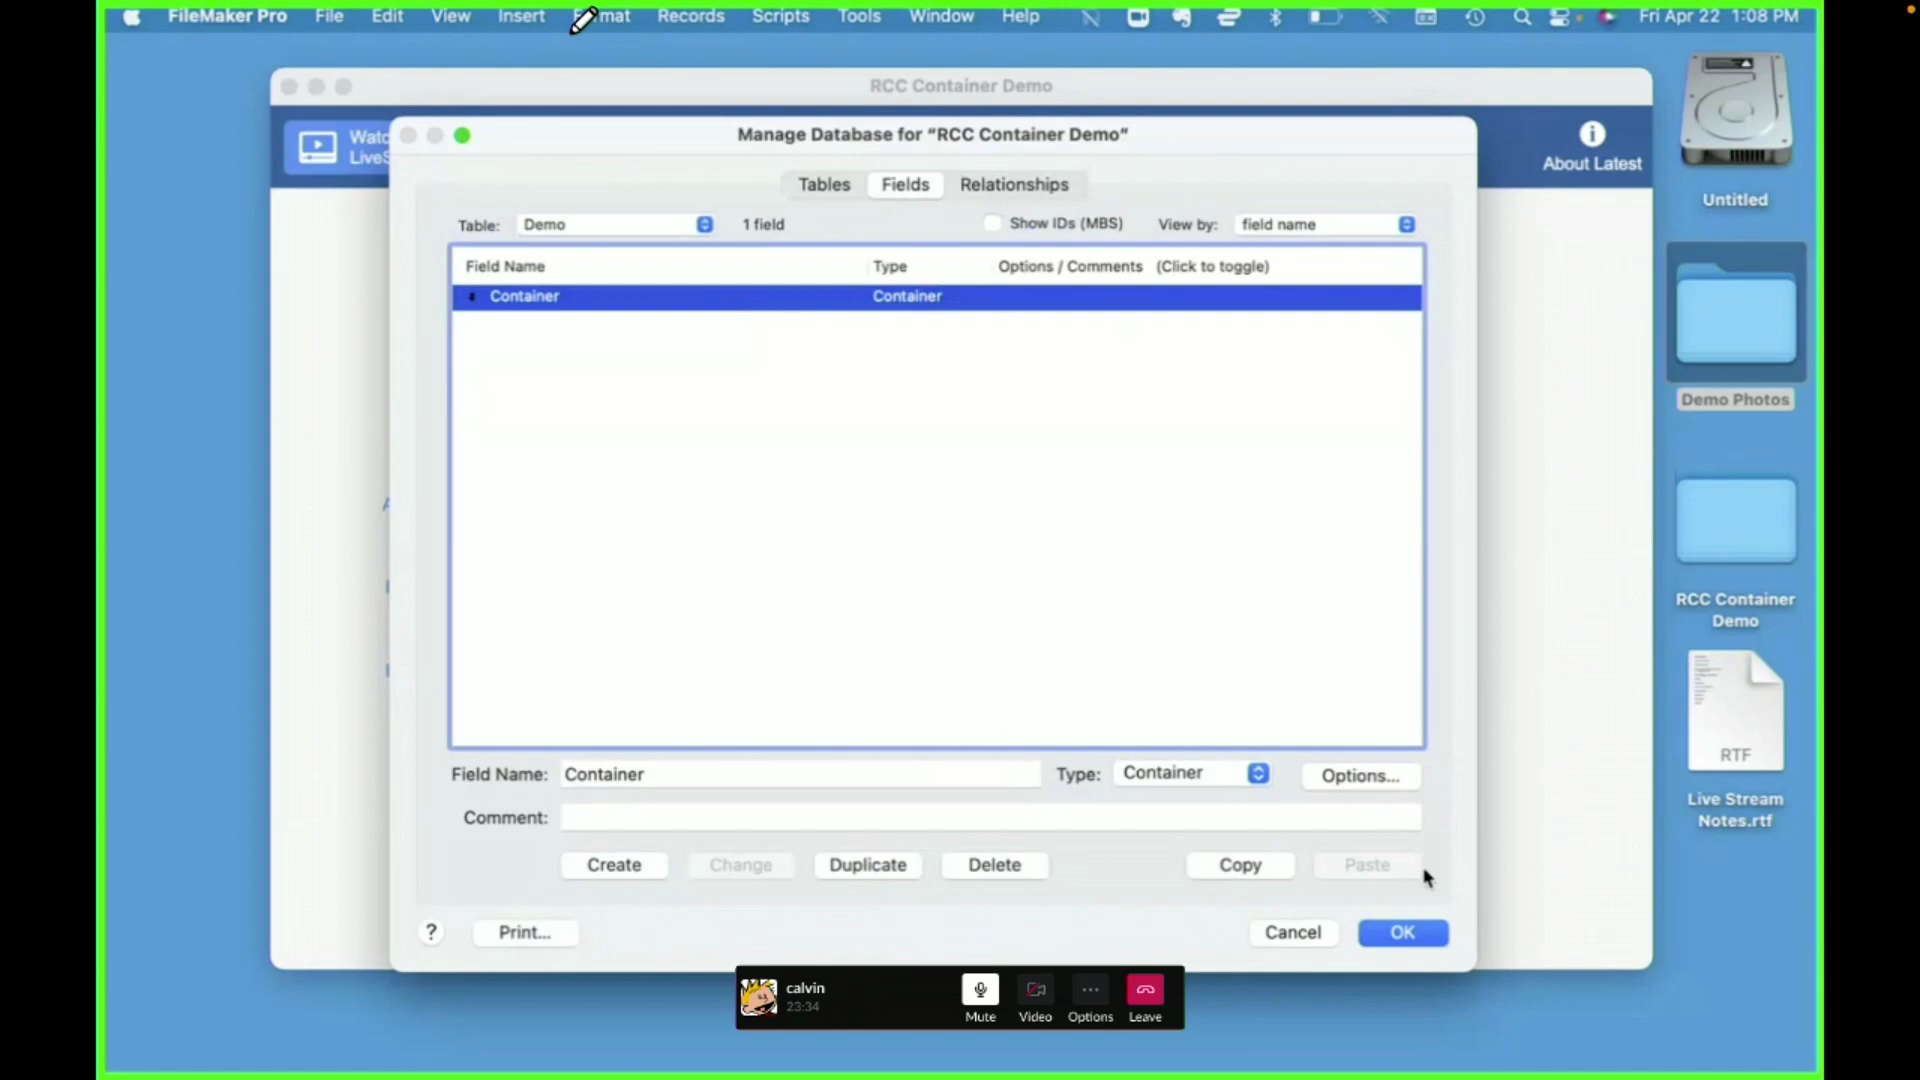 FileMaker Pro File Edit View Insert Format Records Scripts Tools Window Help Fri Apr 22 1:08 PM
RCC Container Demo
Manage Database for “RCC Container Demo”
About Latest
Tables Fields Relationships
Table: Demo 1 field Show IDs (MBS) View by: field name
Field Name Type Options / Comments (Click to toggle)
Container Container
Field Name: Container Type: Container Options...
Comment:
Create Change Duplicate Delete Copy Paste
? Print... Cancel OK
calvin
23:34
Mute Video Options Leave
Untitled
Demo Photos
RCC Container
Demo
RTF
Live Stream
Notes.rtf